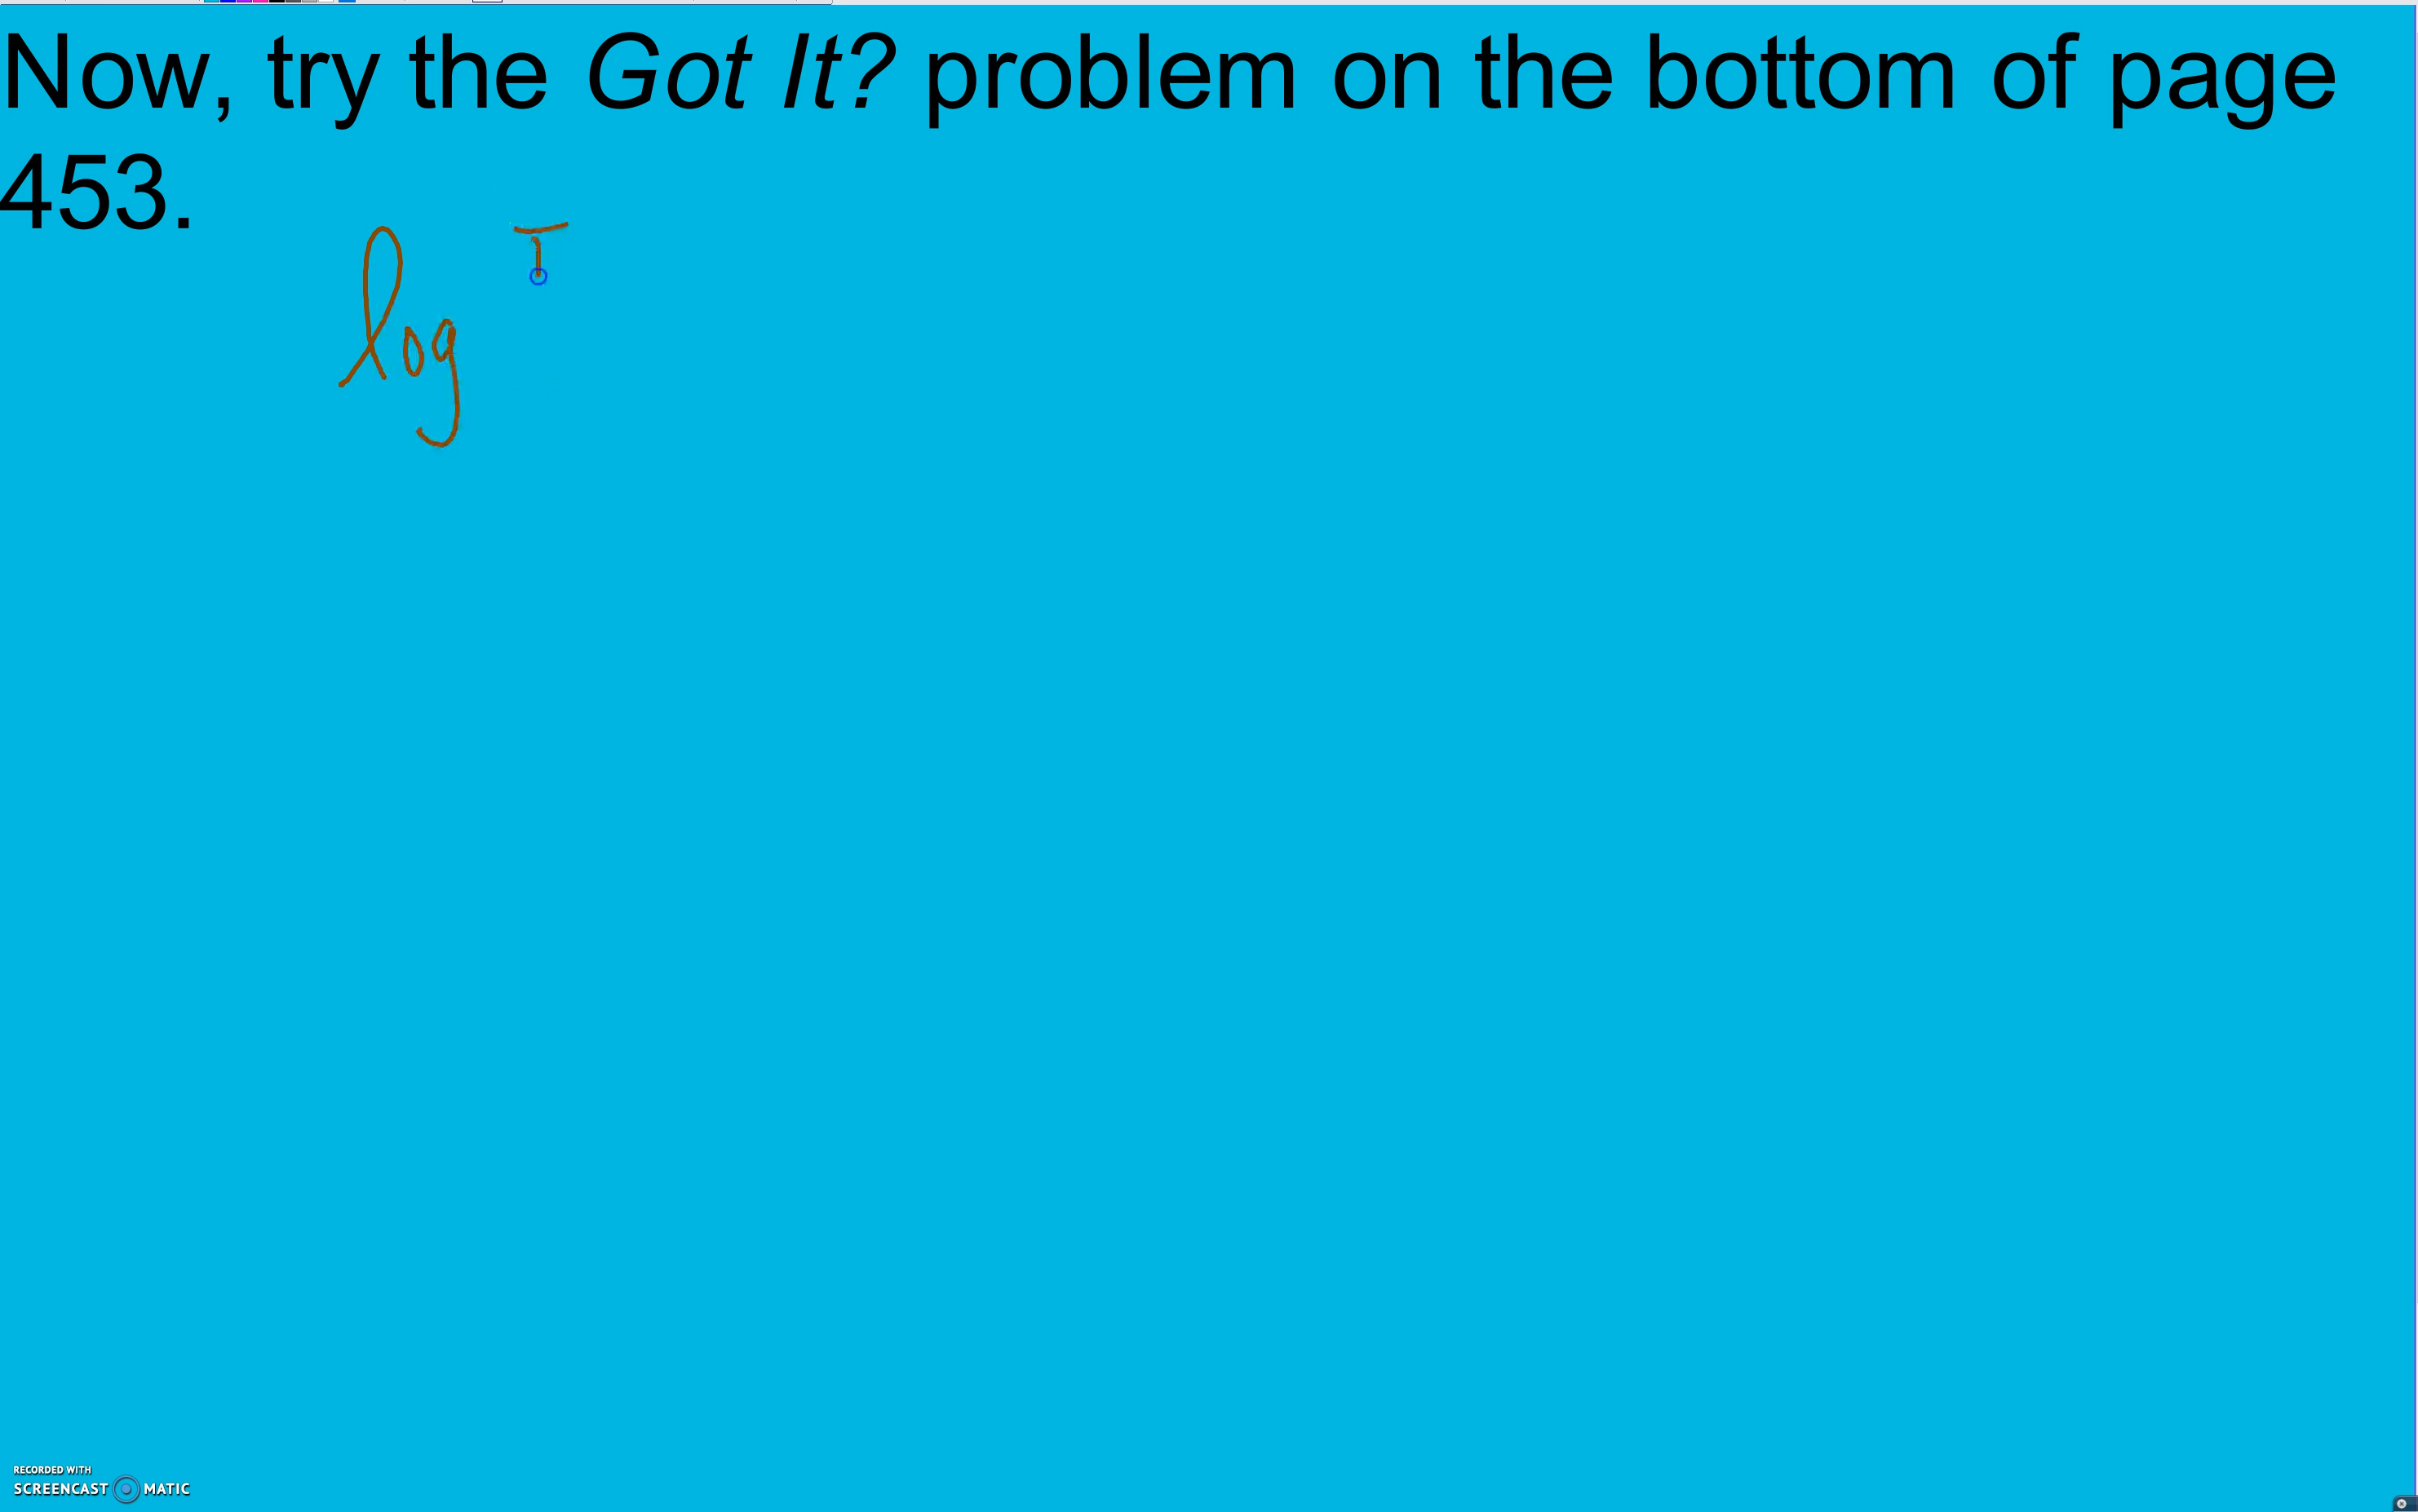 Now, try the Got It? problem on the bottom of page
453.
log I
RECORDED WITH
SCREENCAST MATIC